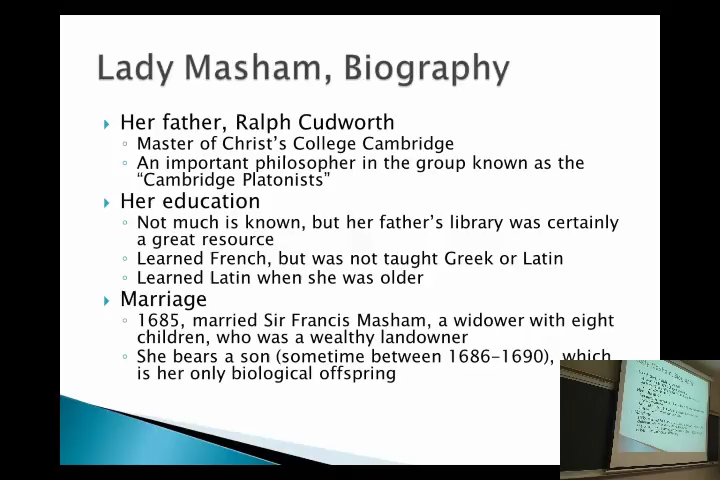 Lady Masham, Biography
Her father, Ralph Cudworth
Master of Christ's College Cambridge
An important philosopher in the group known as the
“Cambridge Platonists”
Her education
Not much is known, but her father's library was certainly
a great resource
Learned French, but was not taught Greek or Latin
Learned Latin when she was older
Marriage
1685, married Sir Francis Masham, a widower with eight
children, who was a wealthy landowner
She bears a son (sometime between 1686-1690), which
is her only biological offspring
Lady Masham, Biography